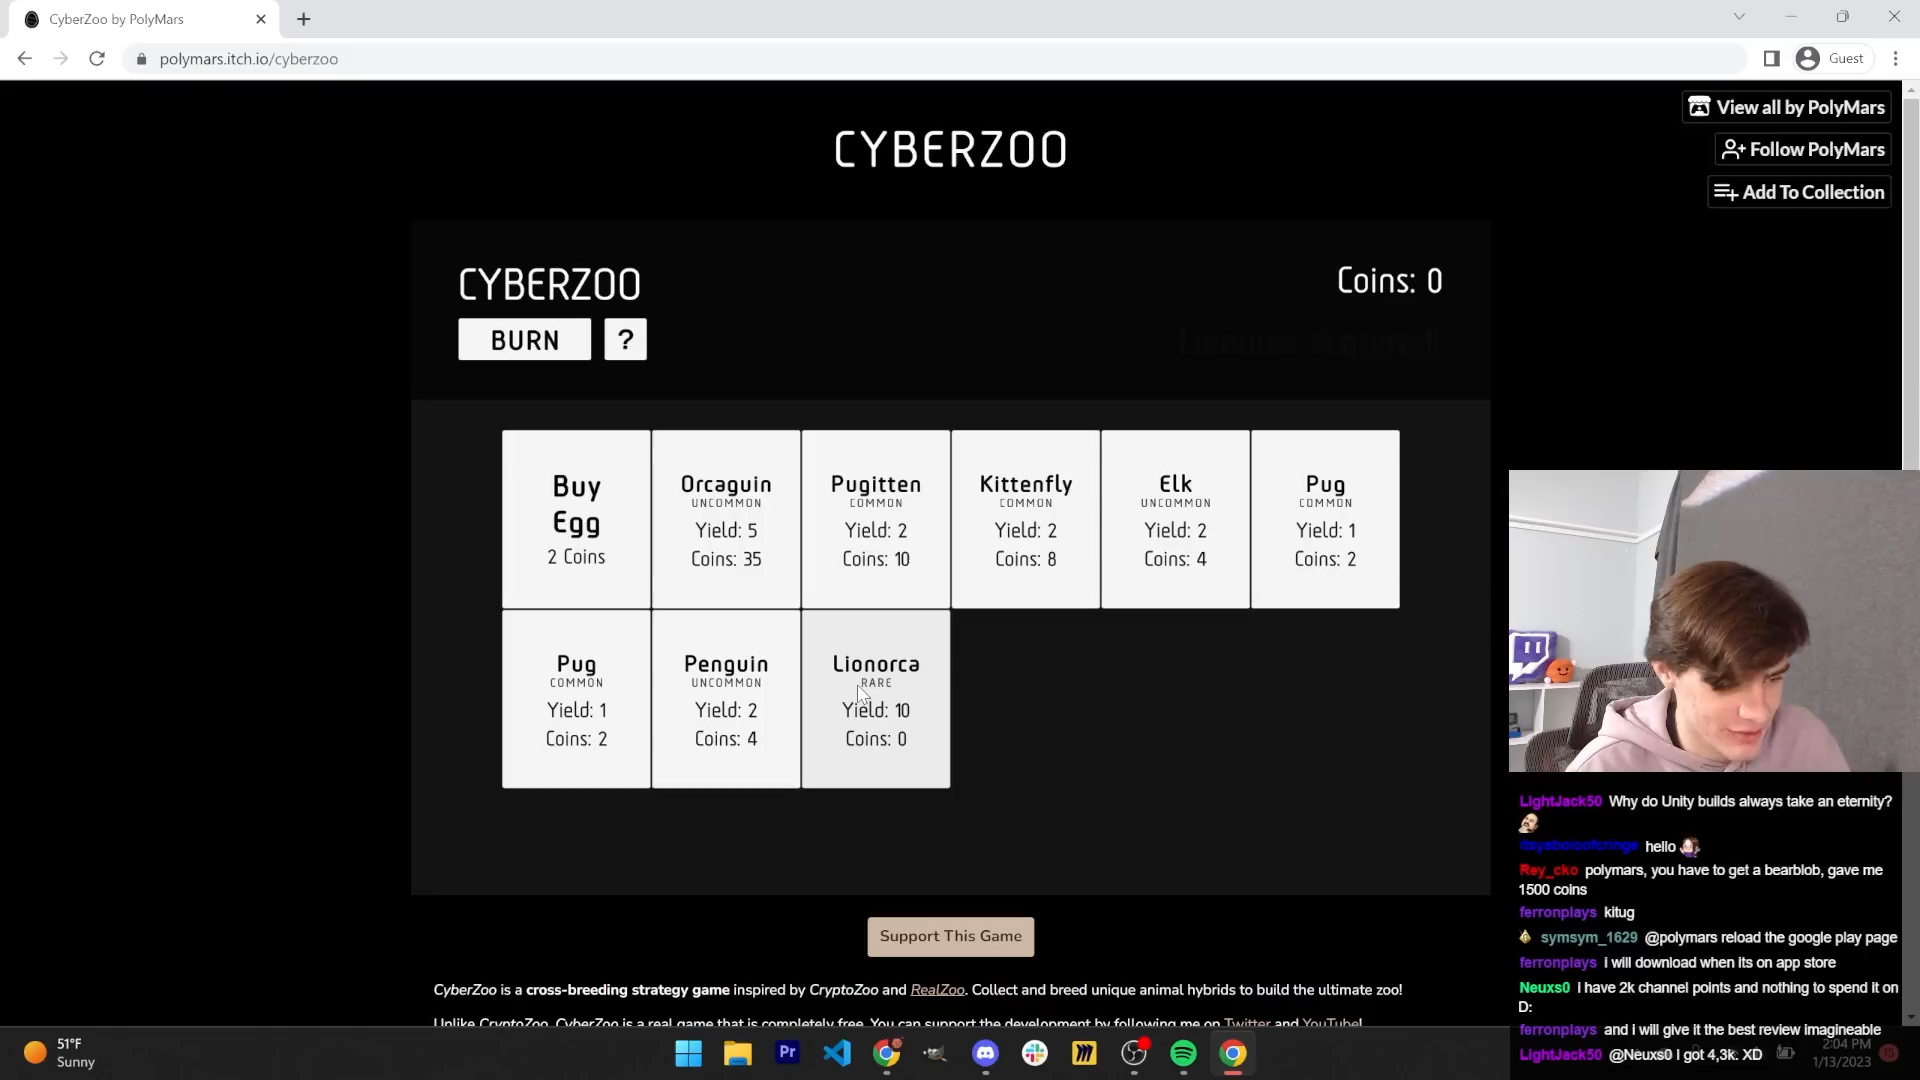 CyberZoo by PolyMars
polymars.itch.io/cyberzoo
Guest
View all by PolyMars
Follow PolyMars
Add To Collection
CYBERZOO
CYBERZOO
Coins: 0
BURN
?
Buy
Egg
2 Coins
Orcaguin
UNCOMMON
Yield: 5
Coins: 35
Pugitten
COMMON
Yield: 2
Coins: 10
Kittenfly
COMMON
Yield: 2
Coins: 8
Elk
UNCOMMON
Yield: 2
Coins: 4
Pug
COMMON
Yield: 1
Coins: 2
Pug
COMMON
Yield: 1
Coins: 2
Penguin
UNCOMMON
Yield: 2
Coins: 4
Lionorca
RARE
Yield: 10
Coins: 0
Support This Game
CyberZoo is a cross-breeding strategy game inspired by CryptoZoo and RealZoo. Collect and breed unique animal hybrids to build the ultimate zoo!
Unlike CryptoZoo, CyberZoo is a real game that is completely free. You can support the development by following me on Twitter and YouTube!
LightJack50 Why do Unity builds always take an eternity?
hello
Rey_cko polymars, you have to get a bearblob, gave me
1500 coins
ferronplays kitug
symsym_1629 @polymars reload the google play page
ferronplays i will download when its on app store
Neuxs0 i have 2k channel points and nothing to spend it on
D:
ferronplays and i will give it the best review imagineable
LightJack50 @Neuxs0 I got 4,3k. XD
51°F
Sunny
Pr
2:04 PM
1/13/2023
15